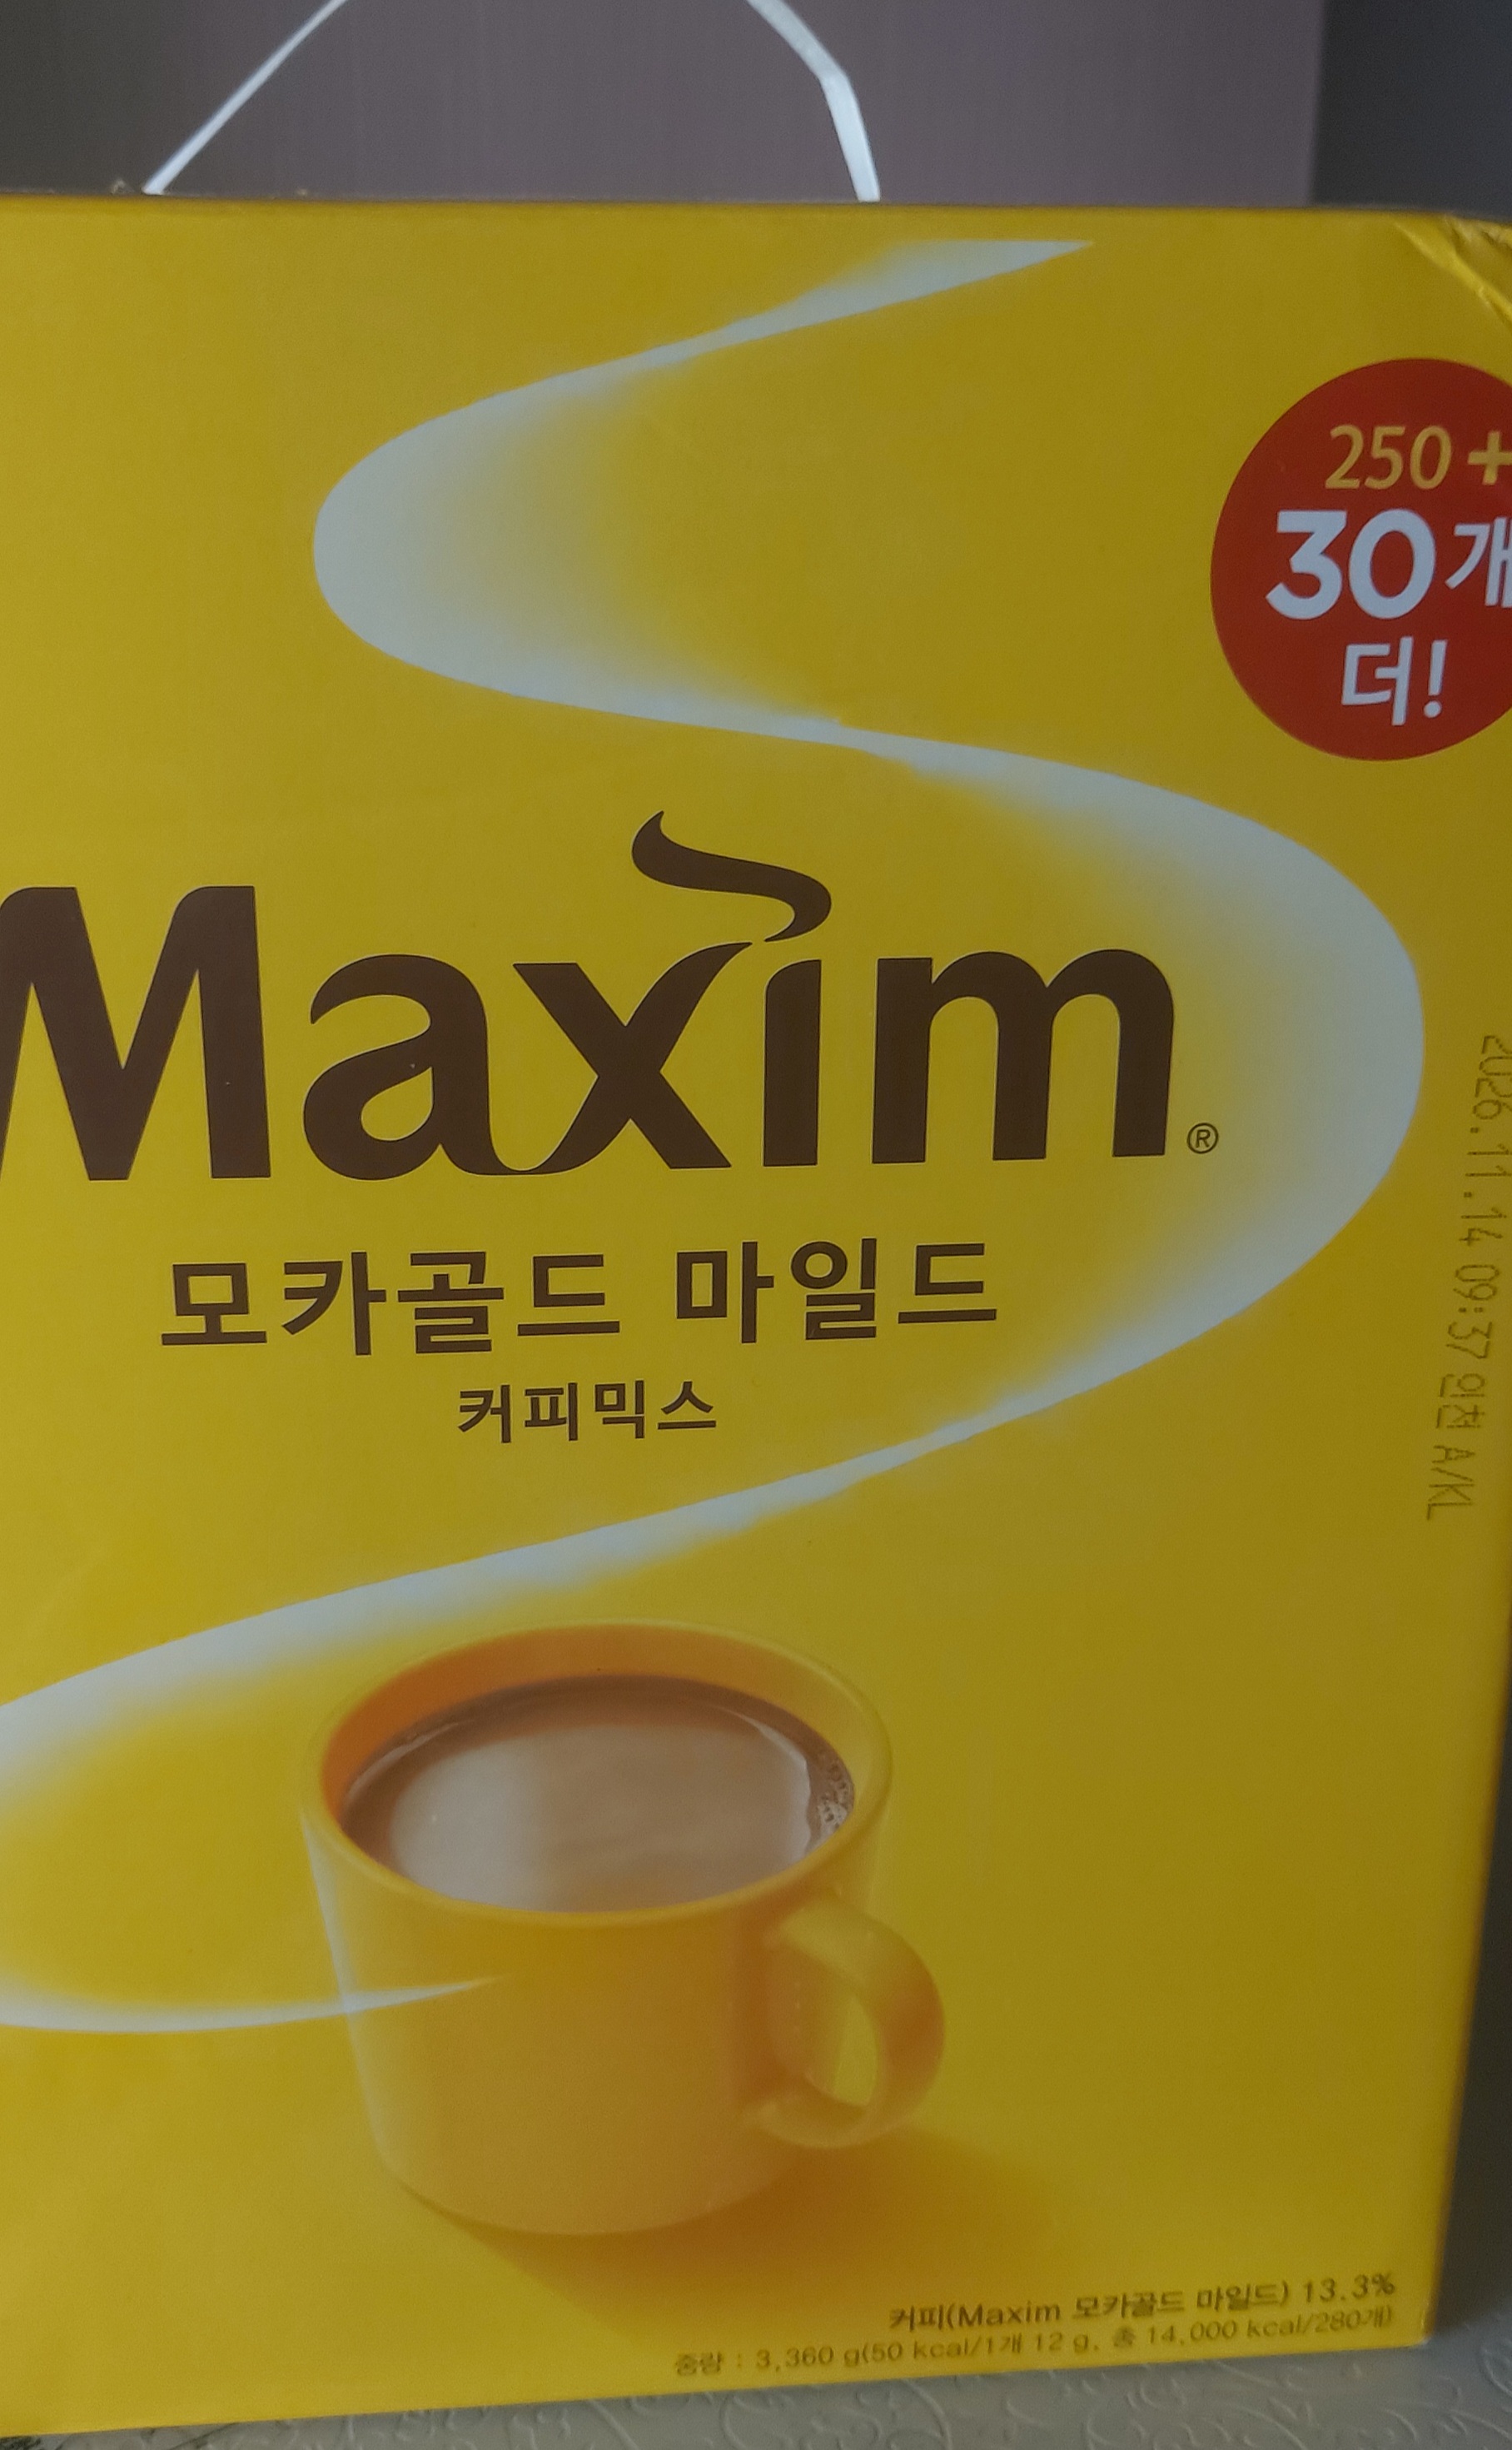 250 +
30개
더!
Maxim®
모카골드 마일드
커피믹스
2026.11.14 09:37 인천 A/KL
커피(Maxim 모카골드 마일드) 13.3%
중량 : 3,360 g(50 kcal/1개 12 g, 총 14,000 kcal/280개)